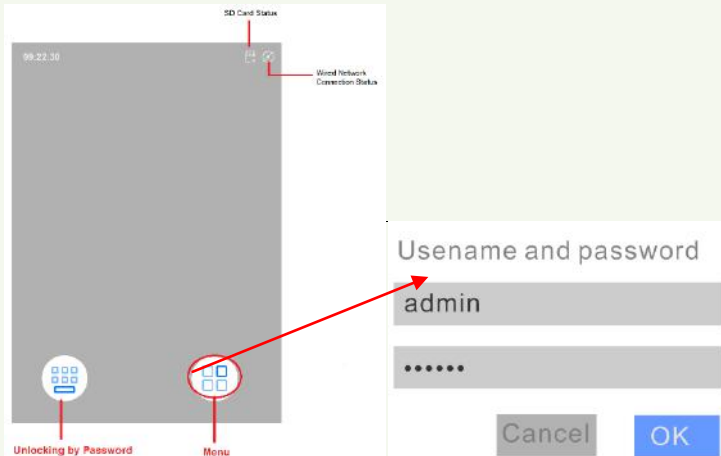 SD Card Status
09:22:30
Wired Network
Connection Status
Usename and password
admin
••••••
Cancel
OK
Unlocking by Password
Menu